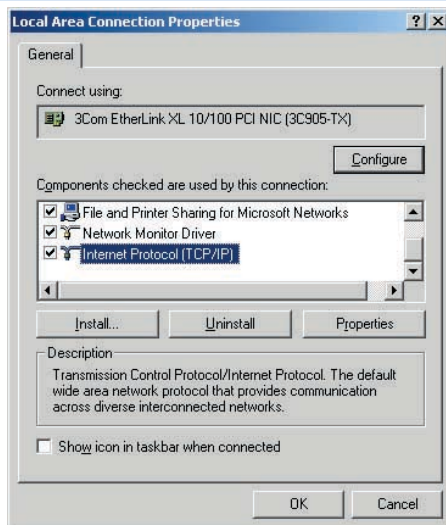 Local Area Connection Properties
General
Connect using:
3Com EtherLink XL 10/100 PCI NIC (3C905-TX)
Configure
Components checked are used by this connection:
File and Printer Sharing for Microsoft Networks
Network Monitor Driver
Internet Protocol (TCP/IP)
Install... Uninstall Properties
Description
Transmission Control Protocol/Internet Protocol. The default
wide area network protocol that provides communication
across diverse interconnected networks.
Show icon in taskbar when connected
OK Cancel